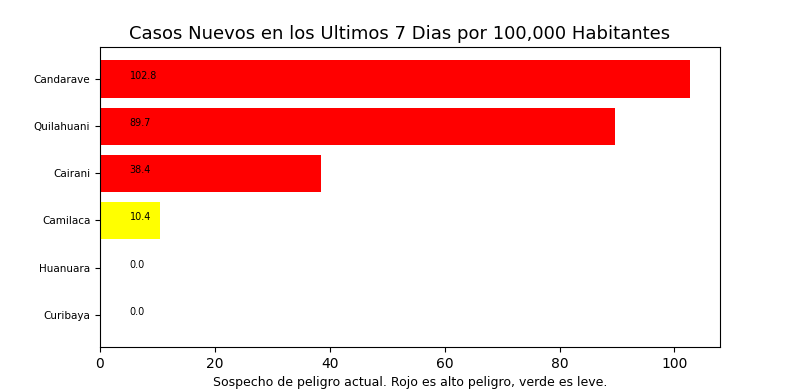 Casos Nuevos en los Ultimos 7 Dias por 100,000 Habitantes
Candarave 102.8
Quilahuani 89.7
Cairani 38.4
Camilaca 10.4
Huanuara 0.0
Curibaya 0.0
0 20 40 60 80 100
Sospecho de peligro actual. Rojo es alto peligro, verde es leve.